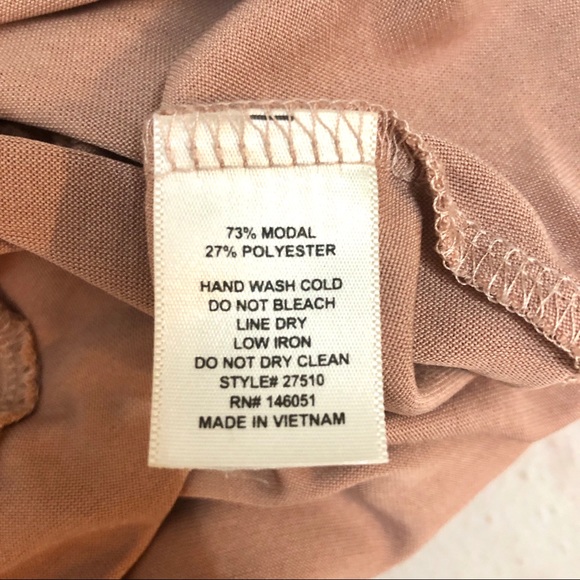 73% MODAL
27% POLYESTER
HAND WASH COLD
DO NOT BLEACH
LINE DRY
LOW IRON
DO NOT DRY CLEAN
STYLE# 27510
RN# 146051
MADE IN VIETNAM